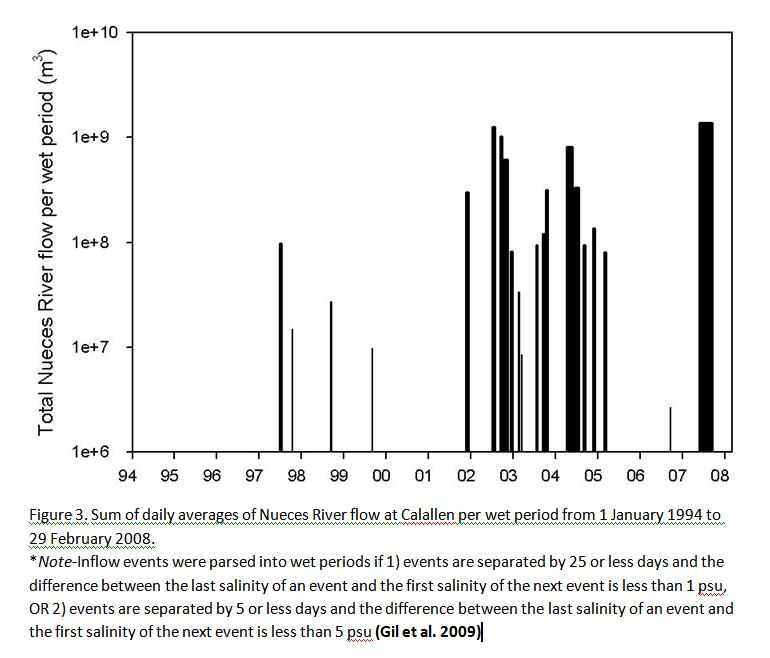 Total Nueces River flow per wet period (m³)
1e+10
1e+9
1e+8
1e+7
1e+6
94 95 96 97 98 99 00 01 02 03 04 05 06 07 08
Figure 3. Sum of daily averages of Nueces River flow at Calallen per wet period from 1 January 1994 to
29 February 2008.
*Note-Inflow events were parsed into wet periods if 1) events are separated by 25 or less days and the
difference between the last salinity of an event and the first salinity of the next event is less than 1 psu,
OR 2) events are separated by 5 or less days and the difference between the last salinity of an event and
the first salinity of the next event is less than 5 psu (Gil et al. 2009)